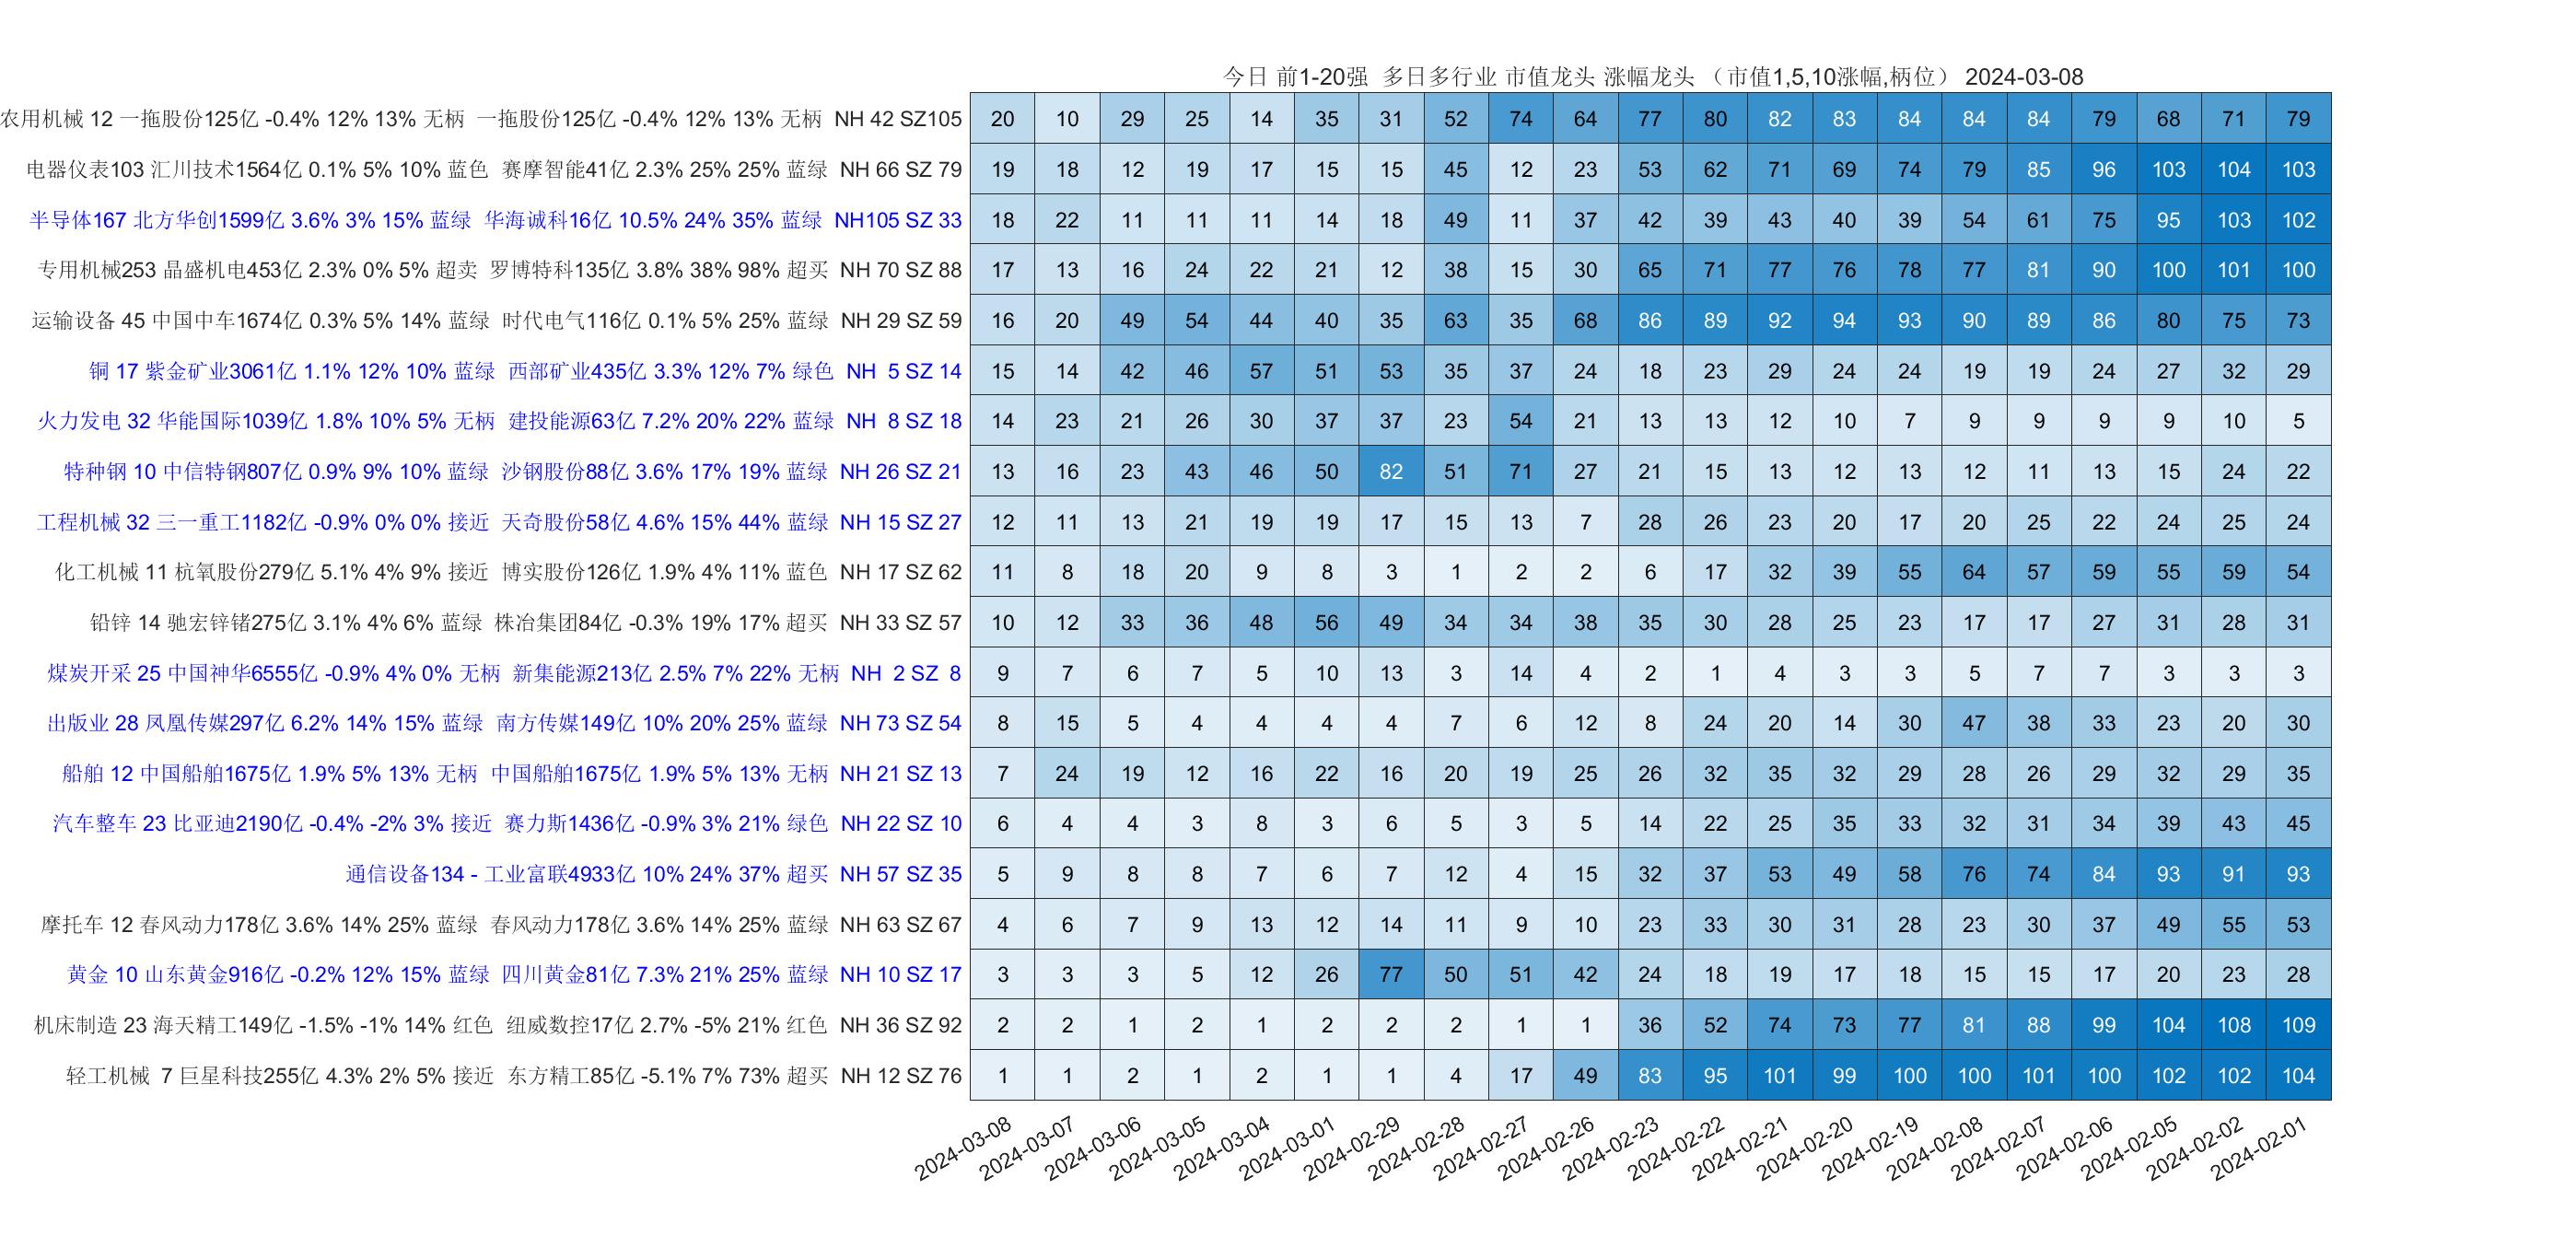 今日 前1-20强 多日多行业 市值龙头 涨幅龙头 （市值1,5,10涨幅,柄位） 2024-03-08
农用机械 12 一拖股份125亿 -0.4% 12% 13% 无柄 一拖股份125亿 -0.4% 12% 13% 无柄 NH 42 SZ105 20 10 29 25 14 35 31 52 74 64 77 80 82 83 84 84 84 79 68 71 79
电器仪表103 汇川技术1564亿 0.1% 5% 10% 蓝色 赛摩智能41亿 2.3% 25% 25% 蓝绿 NH 66 SZ 79 19 18 12 19 17 15 15 45 12 23 53 62 71 69 74 79 85 96 103 104 103
半导体167 北方华创1599亿 3.6% 3% 15% 蓝绿 华海诚科16亿 10.5% 24% 35% 蓝绿 NH105 SZ 33 18 22 11 11 11 14 18 49 11 37 42 39 43 40 39 54 61 75 95 103 102
专用机械253 晶盛机电453亿 2.3% 0% 5% 超卖 罗博特科135亿 3.8% 38% 98% 超买 NH 70 SZ 88 17 13 16 24 22 21 12 38 15 30 65 71 77 76 78 77 81 90 100 101 100
运输设备 45 中国中车1674亿 0.3% 5% 14% 蓝绿 时代电气116亿 0.1% 5% 25% 蓝绿 NH 29 SZ 59 16 20 49 54 44 40 35 63 35 68 86 89 92 94 93 90 89 86 80 75 73
铜 17 紫金矿业3061亿 1.1% 12% 10% 蓝绿 西部矿业435亿 3.3% 12% 7% 绿色 NH 5 SZ 14 15 14 42 46 57 51 53 35 37 24 18 23 29 24 24 19 19 24 27 32 29
火力发电 32 华能国际1039亿 1.8% 10% 5% 无柄 建投能源63亿 7.2% 20% 22% 蓝绿 NH 8 SZ 18 14 23 21 26 30 37 37 23 54 21 13 13 12 10 7 9 9 9 9 10 5
特种钢 10 中信特钢807亿 0.9% 9% 10% 蓝绿 沙钢股份88亿 3.6% 17% 19% 蓝绿 NH 26 SZ 21 13 16 23 43 46 50 82 51 71 27 21 15 13 12 13 12 11 13 15 24 22
工程机械 32 三一重工1182亿 -0.9% 0% 0% 接近 天奇股份58亿 4.6% 15% 44% 蓝绿 NH 15 SZ 27 12 11 13 21 19 19 17 15 13 7 28 26 23 20 17 20 25 22 24 25 24
化工机械 11 杭氧股份279亿 5.1% 4% 9% 接近 博实股份126亿 1.9% 4% 11% 蓝色 NH 17 SZ 62 11 8 18 20 9 8 3 1 2 2 6 17 32 39 55 64 57 59 55 59 54
铅锌 14 驰宏锌锗275亿 3.1% 4% 6% 蓝绿 株冶集团84亿 -0.3% 19% 17% 超买 NH 33 SZ 57 10 12 33 36 48 56 49 34 34 38 35 30 28 25 23 17 17 27 31 28 31
煤炭开采 25 中国神华6555亿 -0.9% 4% 0% 无柄 新集能源213亿 2.5% 7% 22% 无柄 NH 2 SZ 8 9 7 6 7 5 10 13 3 14 4 2 1 4 3 3 5 7 7 3 3 3
出版业 28 凤凰传媒297亿 6.2% 14% 15% 蓝绿 南方传媒149亿 10% 20% 25% 蓝绿 NH 73 SZ 54 8 15 5 4 4 4 4 7 6 12 8 24 20 14 30 47 38 33 23 20 30
船舶 12 中国船舶1675亿 1.9% 5% 13% 无柄 中国船舶1675亿 1.9% 5% 13% 无柄 NH 21 SZ 13 7 24 19 12 16 22 16 20 19 25 26 32 35 32 29 28 26 29 32 29 35
汽车整车 23 比亚迪2190亿 -0.4% -2% 3% 接近 赛力斯1436亿 -0.9% 3% 21% 绿色 NH 22 SZ 10 6 4 4 3 8 3 6 5 3 5 14 22 25 35 33 32 31 34 39 43 45
通信设备134 - 工业富联4933亿 10% 24% 37% 超买 NH 57 SZ 35 5 9 8 8 7 6 7 12 4 15 32 37 53 49 58 76 74 84 93 91 93
摩托车 12 春风动力178亿 3.6% 14% 25% 蓝绿 春风动力178亿 3.6% 14% 25% 蓝绿 NH 63 SZ 67 4 6 7 9 13 12 14 11 9 10 23 33 30 31 28 23 30 37 49 55 53
黄金 10 山东黄金916亿 -0.2% 12% 15% 蓝绿 四川黄金81亿 7.3% 21% 25% 蓝绿 NH 10 SZ 17 3 3 3 5 12 26 77 50 51 42 24 18 19 17 18 15 15 17 20 23 28
机床制造 23 海天精工149亿 -1.5% -1% 14% 红色 纽威数控17亿 2.7% -5% 21% 红色 NH 36 SZ 92 2 2 1 2 1 2 2 2 1 1 36 52 74 73 77 81 88 99 104 108 109
轻工机械 7 巨星科技255亿 4.3% 2% 5% 接近 东方精工85亿 -5.1% 7% 73% 超买 NH 12 SZ 76 1 1 2 1 2 1 1 4 17 49 83 95 101 99 100 100 101 100 102 102 104
2024-03-08 2024-03-07 2024-03-06 2024-03-05 2024-03-04 2024-03-01 2024-02-29 2024-02-28 2024-02-27 2024-02-26 2024-02-23 2024-02-22 2024-02-21 2024-02-20 2024-02-19 2024-02-08 2024-02-07 2024-02-06 2024-02-05 2024-02-02 2024-02-01